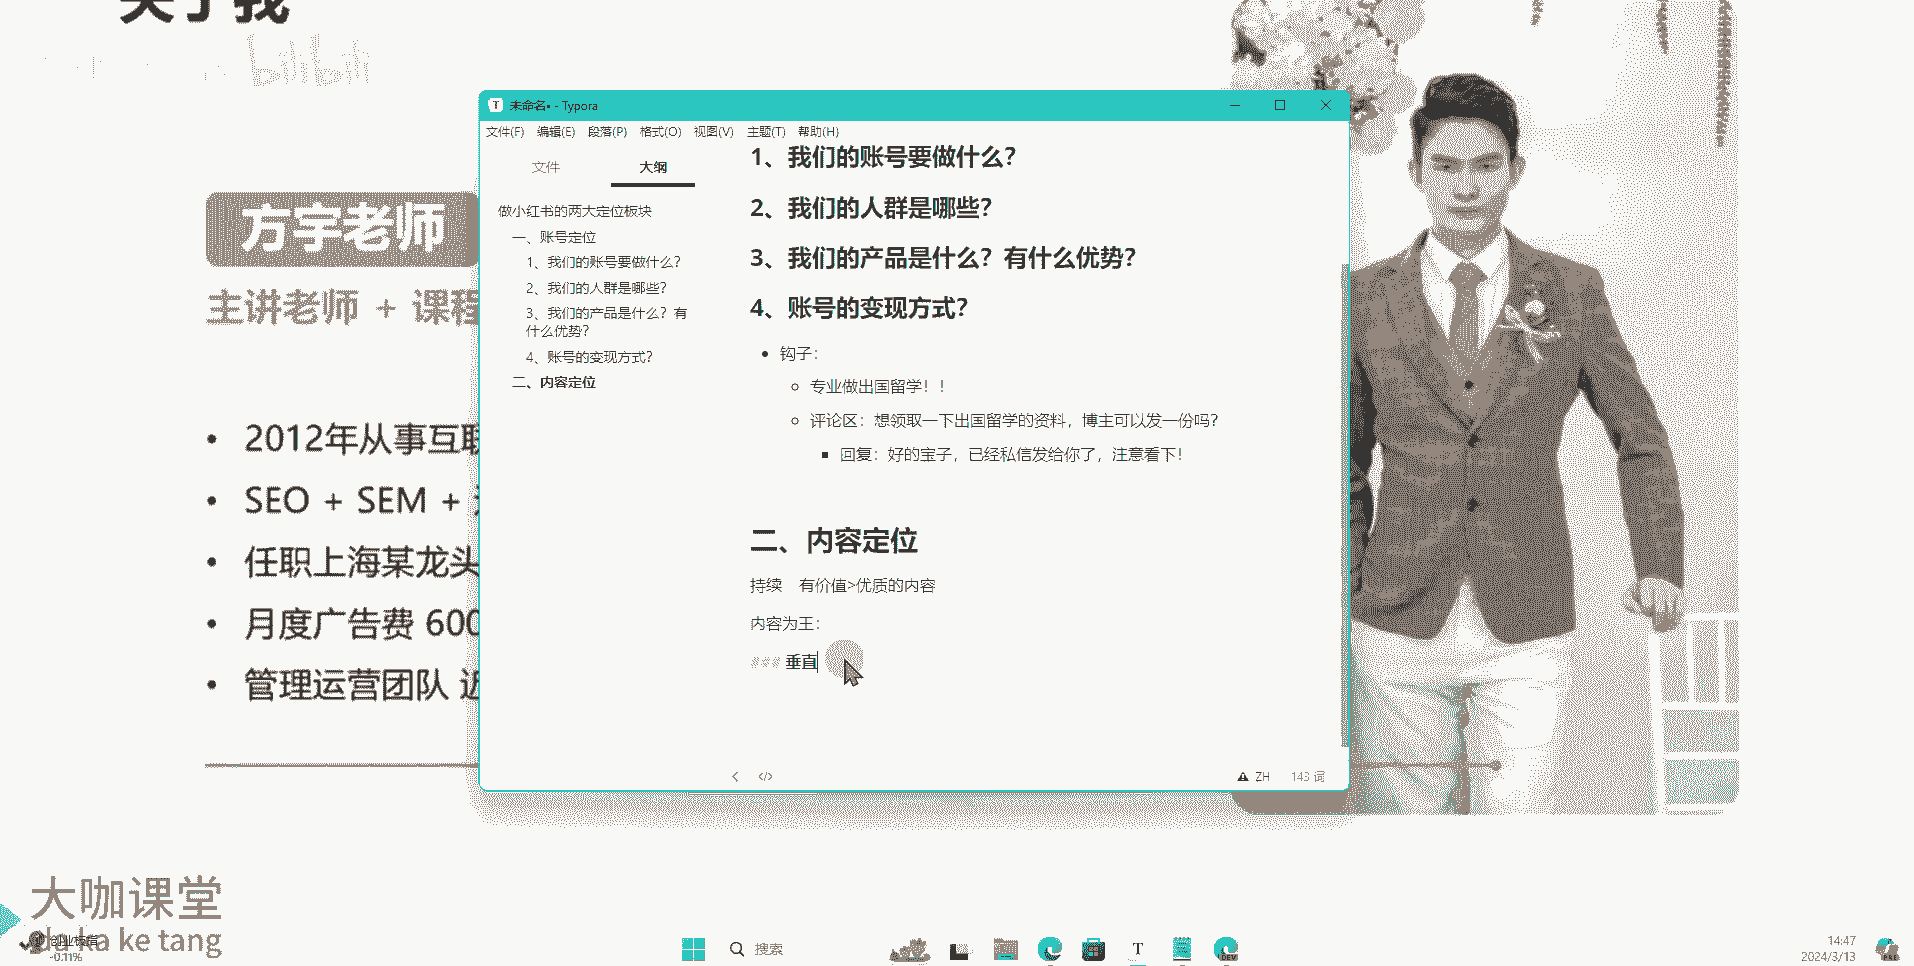 关于我
bilibili
方宇老师
主讲老师 + 课程
2012年从事互联
SEO + SEM +
任职上海某龙头
月度广告费 600
管理运营团队 近
未命名• - Typora
文件(F) 编辑(E) 段落(P) 格式(O) 视图(V) 主题(T) 帮助(H)
文件 大纲
做小红书的两大定位板块
一、账号定位
1、我们的账号要做什么？
2、我们的人群是哪些？
3、我们的产品是什么？有
什么优势？
4、账号的变现方式？
二、内容定位
1、我们的账号要做什么？
2、我们的人群是哪些？
3、我们的产品是什么？有什么优势？
4、账号的变现方式？
钩子：
专业做出国留学！！
评论区：想领取一下出国留学的资料，博主可以发一份吗？
回复：好的宝子，已经私信发给你了，注意看下！
二、内容定位
持续 有价值>优质的内容
内容为王：
### 垂直
ZH 143 词
大咖课堂
da ka ke tang
创业板指
-0.11%
搜索
14:47
2024/3/13